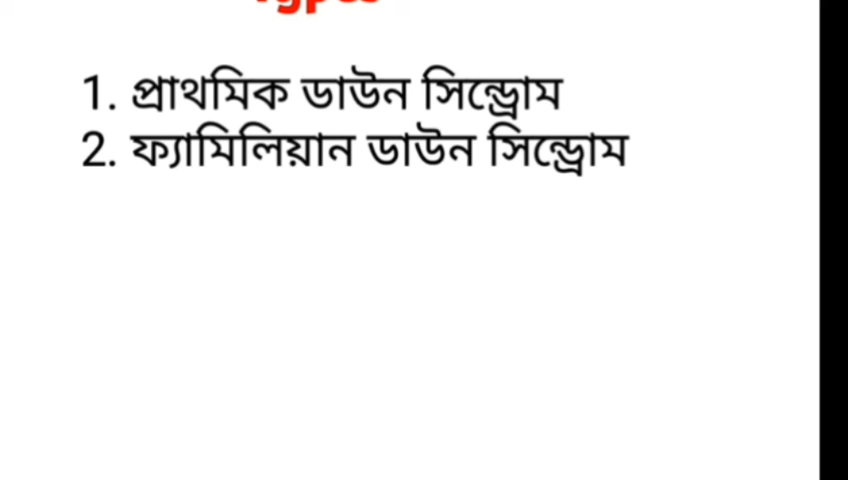 1. প্রাথমিক ডাউন সিন্ড্রোম
2. ফ্যামিলিয়ান ডাউন সিন্ড্রোম